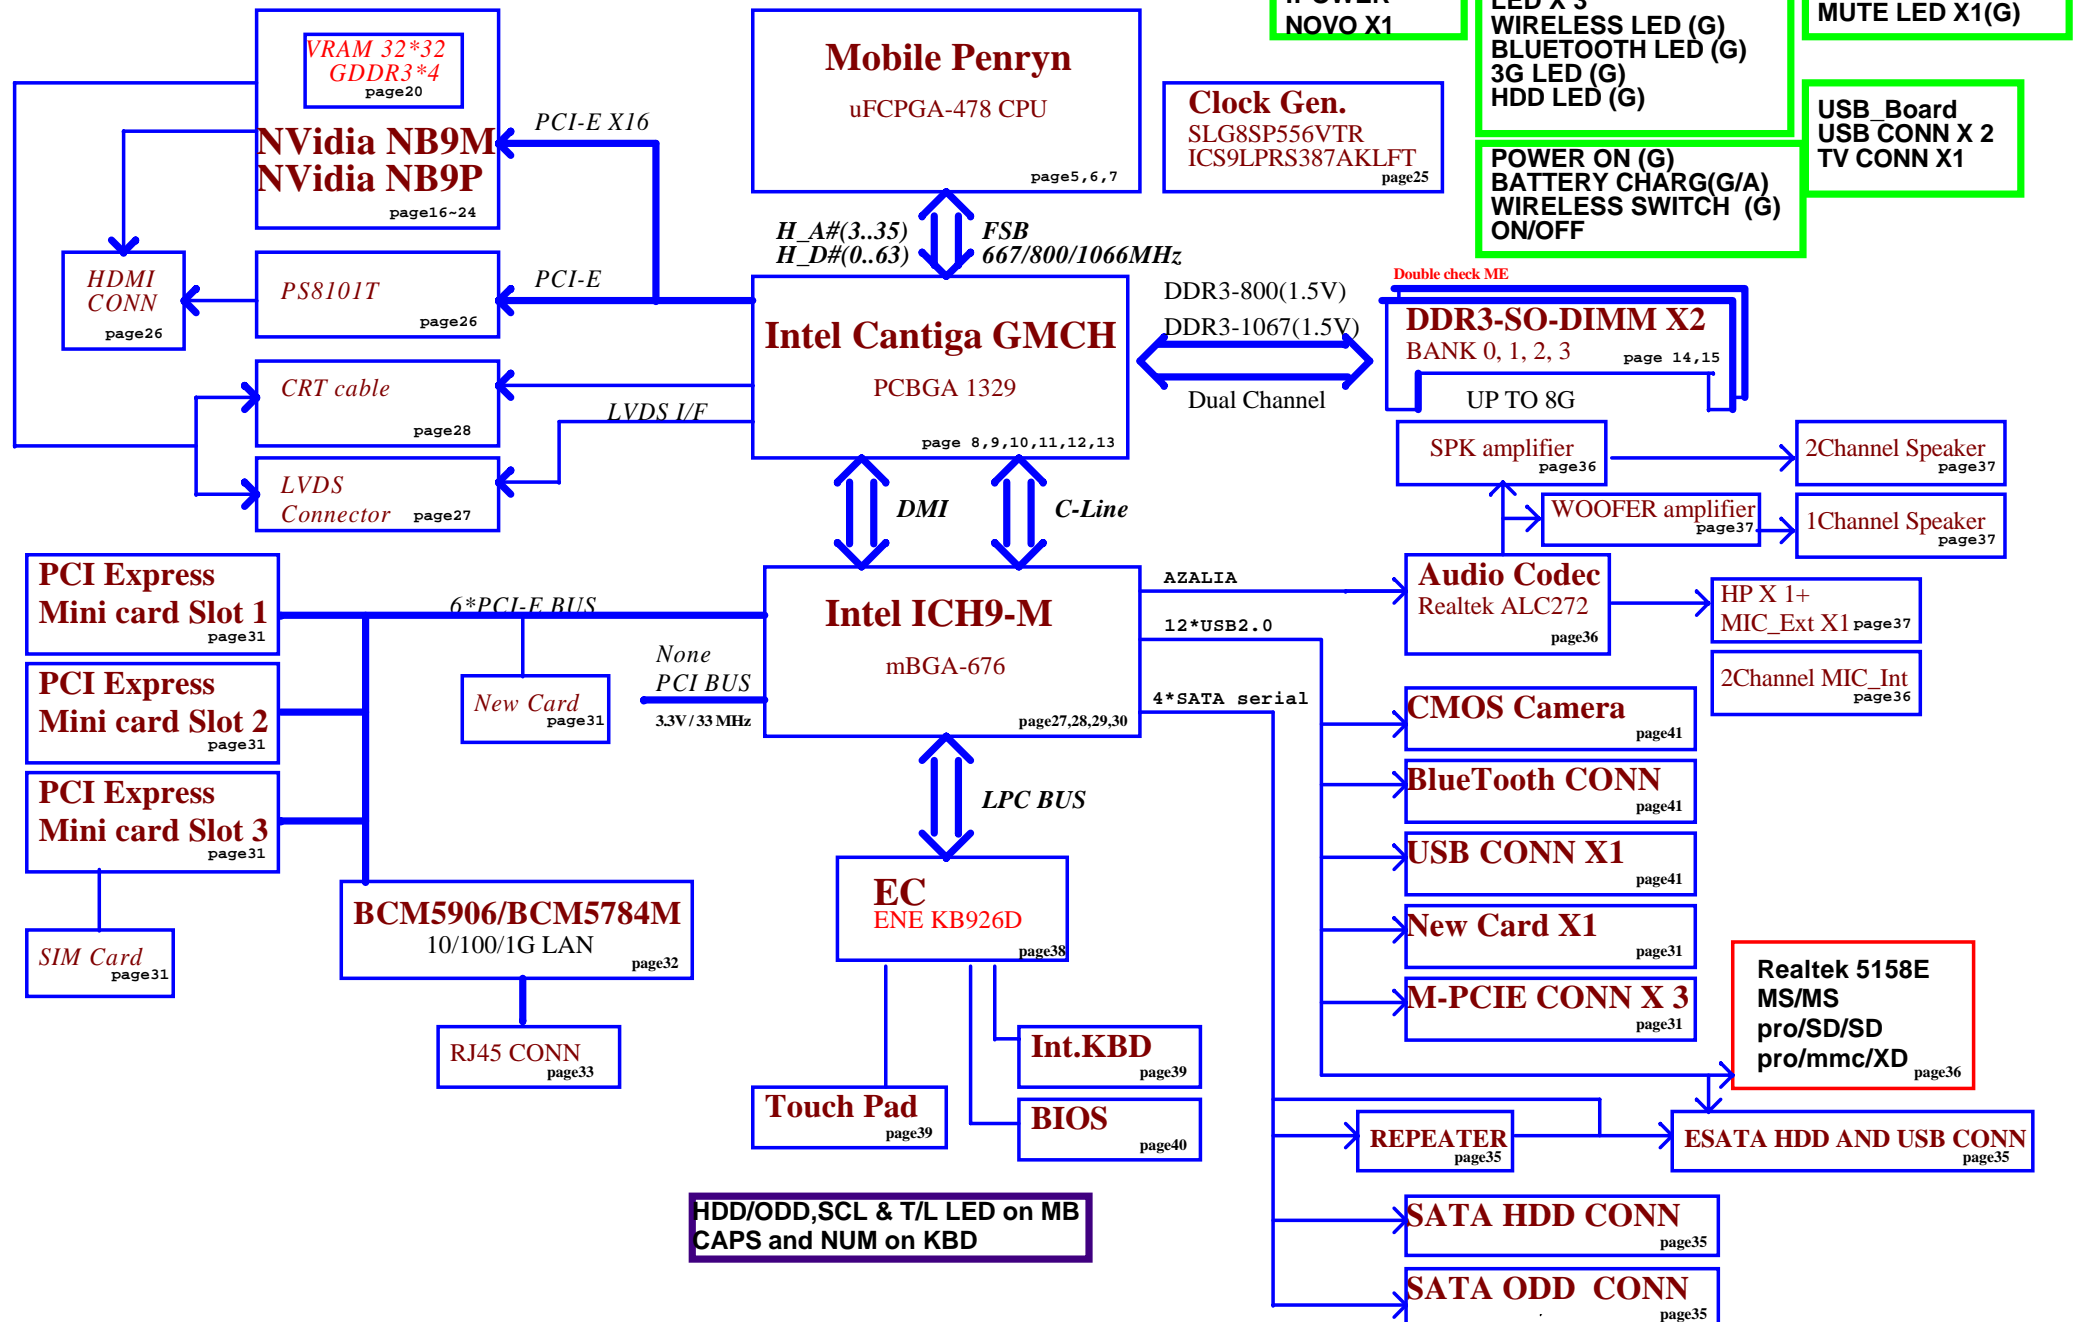 VRAM 32*32
GDDR3*4
page20
NVidia NB9M
NVidia NB9P
page16~24
PCI-E X16
Mobile Penryn
uFCPGA-478 CPU
page5,6,7
Clock Gen.
SLG8SP556VTR
ICS9LPRS387AKLFT
page25
NOVO X1
LED X 3
WIRELESS LED (G)
BLUETOOTH LED (G)
3G LED (G)
HDD LED (G)
MUTE LED X1(G)
USB_Board
USB CONN X 2
TV CONN X1
POWER ON (G)
BATTERY CHARG(G/A)
WIRELESS SWITCH (G)
ON/OFF
H_A#(3..35)
H_D#(0..63)
FSB
667/800/1066MHz
HDMI
CONN
page26
PS8101T
page26
PCI-E
Intel Cantiga GMCH
PCBGA 1329
page 8,9,10,11,12,13
DDR3-800(1.5V)
DDR3-1067(1.5V)
Dual Channel
Double check ME
DDR3-SO-DIMM X2
BANK 0, 1, 2, 3
page 14,15
UP TO 8G
CRT cable
page28
LVDS I/F
LVDS
Connector
page27
DMI
C-Line
SPK amplifier
page36
2Channel Speaker
page37
WOOFER amplifier
page37
1Channel Speaker
page37
PCI Express
Mini card Slot 1
page31
PCI Express
Mini card Slot 2
page31
PCI Express
Mini card Slot 3
page31
6*PCI-E BUS
New Card
page31
None
PCI BUS
3.3V / 33 MHz
Intel ICH9-M
mBGA-676
page27,28,29,30
AZALIA
12*USB2.0
4*SATA serial
Audio Codec
Realtek ALC272
page36
HP X 1+
MIC_Ext X1
page37
2Channel MIC_Int
page36
CMOS Camera
page41
BlueTooth CONN
page41
USB CONN X1
page41
New Card X1
page31
M-PCIE CONN X 3
page31
LPC BUS
SIM Card
page31
BCM5906/BCM5784M
10/100/1G LAN
page32
RJ45 CONN
page33
EC
ENE KB926D
page38
Int.KBD
page39
Touch Pad
page39
BIOS
page40
Realtek 5158E
MS/MS
pro/SD/SD
pro/mmc/XD
page36
REPEATER
page35
ESATA HDD AND USB CONN
page35
HDD/ODD,SCL & T/L LED on MB
CAPS and NUM on KBD
SATA HDD CONN
page35
SATA ODD CONN
page35